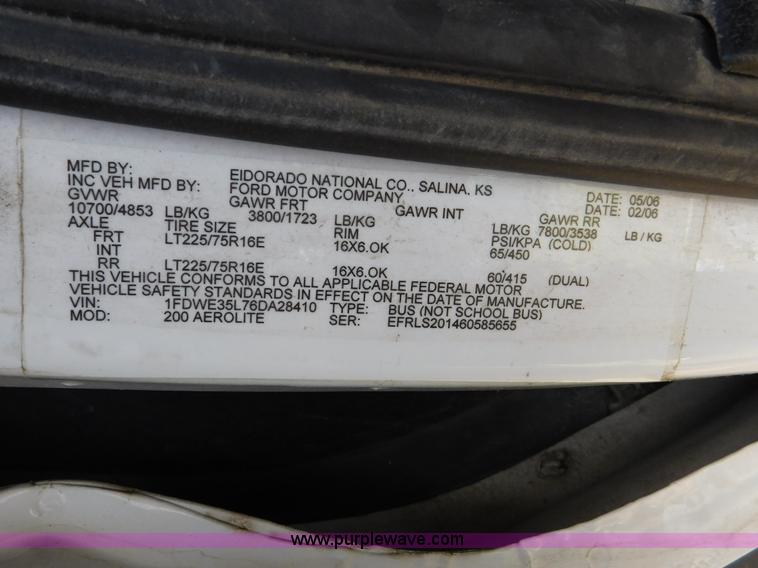 MFD BY: EIDORADO NATIONAL CO., SALINA, KS DATE: 05/06
INC VEH MFD BY: FORD MOTOR COMPANY DATE: 02/06
GVWR GAWR FRT GAWR INT GAWR RR
10700/4853 LB/KG 3800/1723 LB/KG LB/KG 7800/3538 LB / KG
AXLE TIRE SIZE RIM PSI/KPA (COLD)
FRT LT225/75R16E 16X6.OK 65/450
INT
RR LT225/75R16E 16X6.OK 60/415 (DUAL)
THIS VEHICLE CONFORMS TO ALL APPLICABLE FEDERAL MOTOR
VEHICLE SAFETY STANDARDS IN EFFECT ON THE DATE OF MANUFACTURE.
VIN: 1FDWE35L76DA28410 TYPE: BUS (NOT SCHOOL BUS)
MOD: 200 AEROLITE SER: EFRLS201460585655
www.purplewave.com